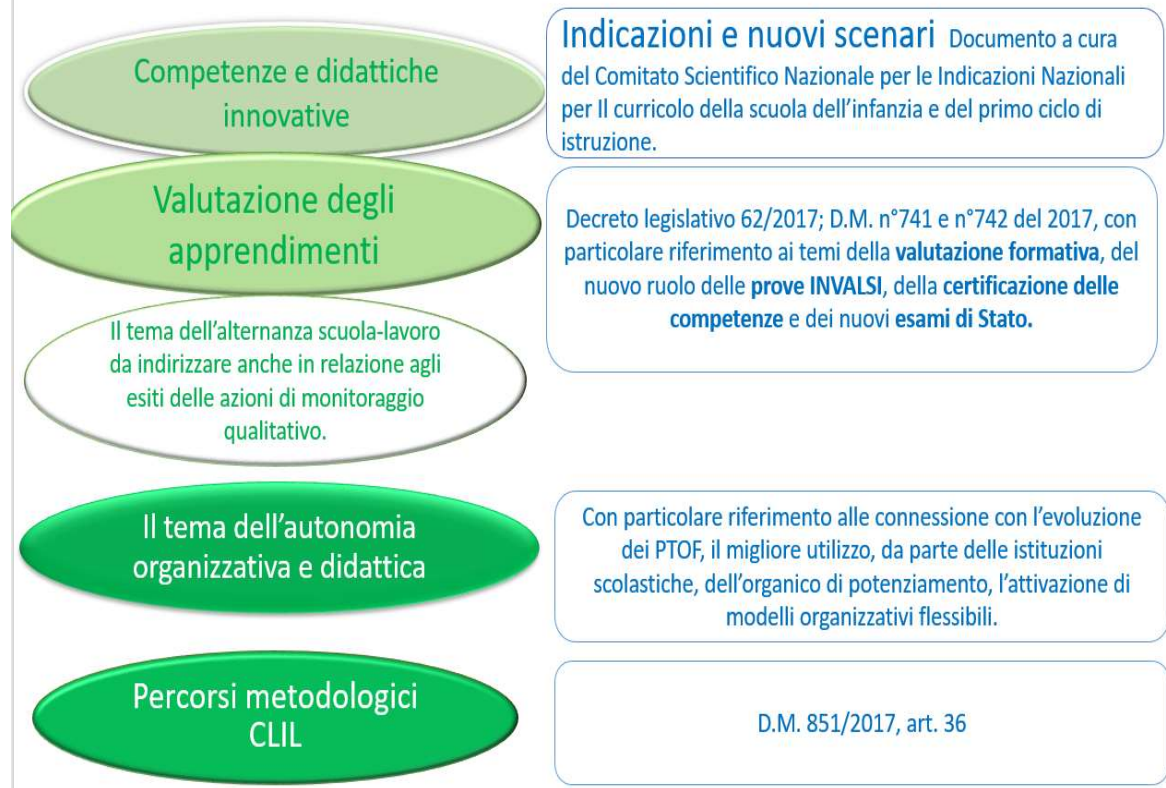 Competenze e didattiche
innovative
Indicazioni e nuovi scenari Documento a cura
del Comitato Scientifico Nazionale per le Indicazioni Nazionali
per Il curricolo della scuola dell’infanzia e del primo ciclo di
istruzione.
Valutazione degli
apprendimenti
Decreto legislativo 62/2017; D.M. n°741 e n°742 del 2017, con
particolare riferimento ai temi della valutazione formativa, del
nuovo ruolo delle prove INVALSI, della certificazione delle
competenze e dei nuovi esami di Stato.
Il tema dell’alternanza scuola-lavoro
da indirizzare anche in relazione agli
esiti delle azioni di monitoraggio
qualitativo.
Il tema dell’autonomia
organizzativa e didattica
Con particolare riferimento alle connessione con l’evoluzione
dei PTOF, il migliore utilizzo, da parte delle istituzioni
scolastiche, dell’organico di potenziamento, l’attivazione di
modelli organizzativi flessibili.
Percorsi metodologici
CLIL
D.M. 851/2017, art. 36